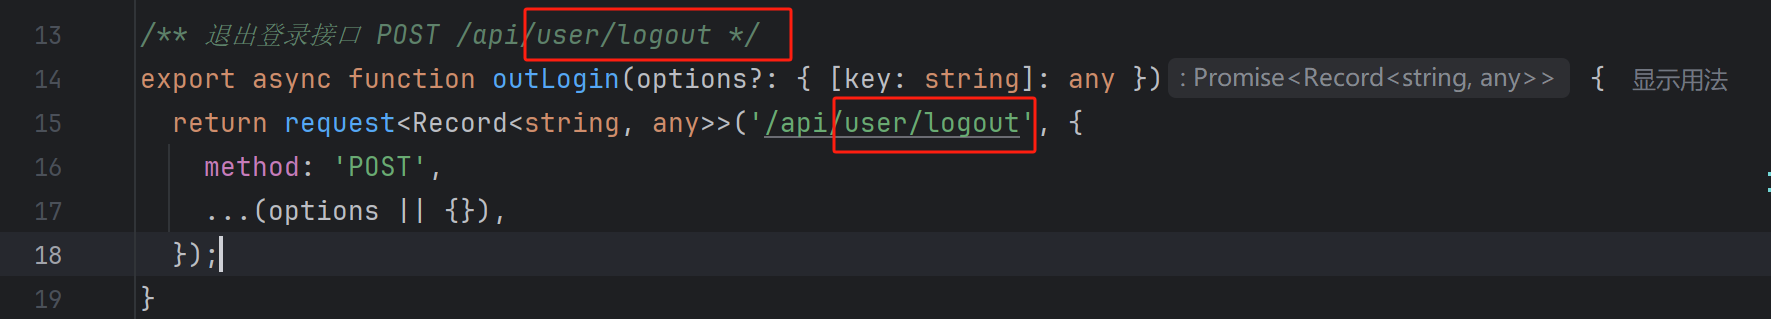 13 /** 退出登录接口 POST /api/user/logout */
14 export async function outLogin(options?: { [key: string]: any }) : Promise<Record<string, any>> { 显示用法
15 return request<Record<string, any>>('/api/user/logout', {
16 method: 'POST',
17 ...(options || {}),
18 });
19 }